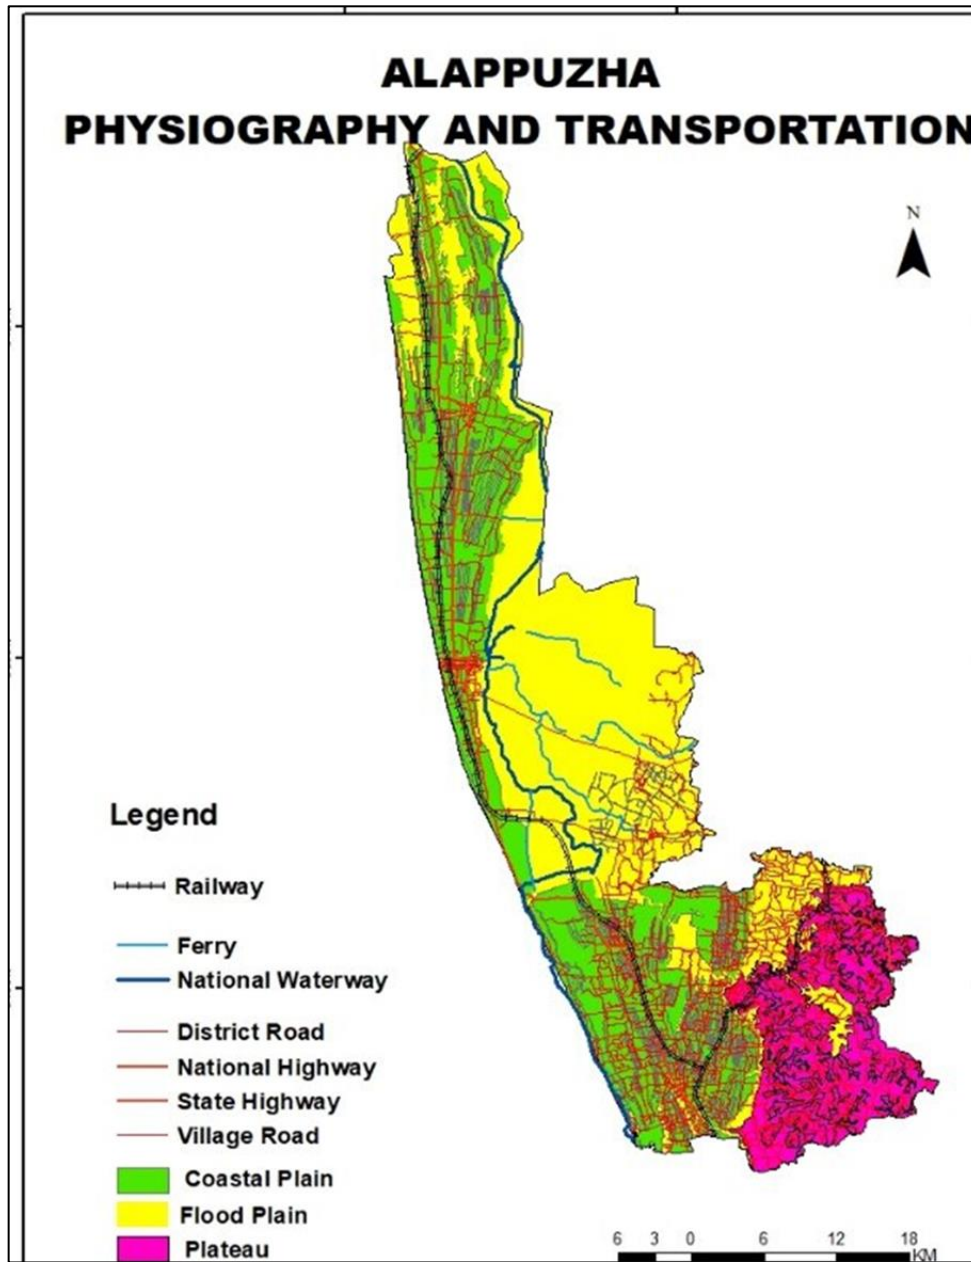 ALAPPUZHA
PHYSIOGRAPHY AND TRANSPORTATION
N
Legend
Railway
Ferry
National Waterway
District Road
National Highway
State Highway
Village Road
Coastal Plain
Flood Plain
Plateau
6 3 0 6 12 18
KM